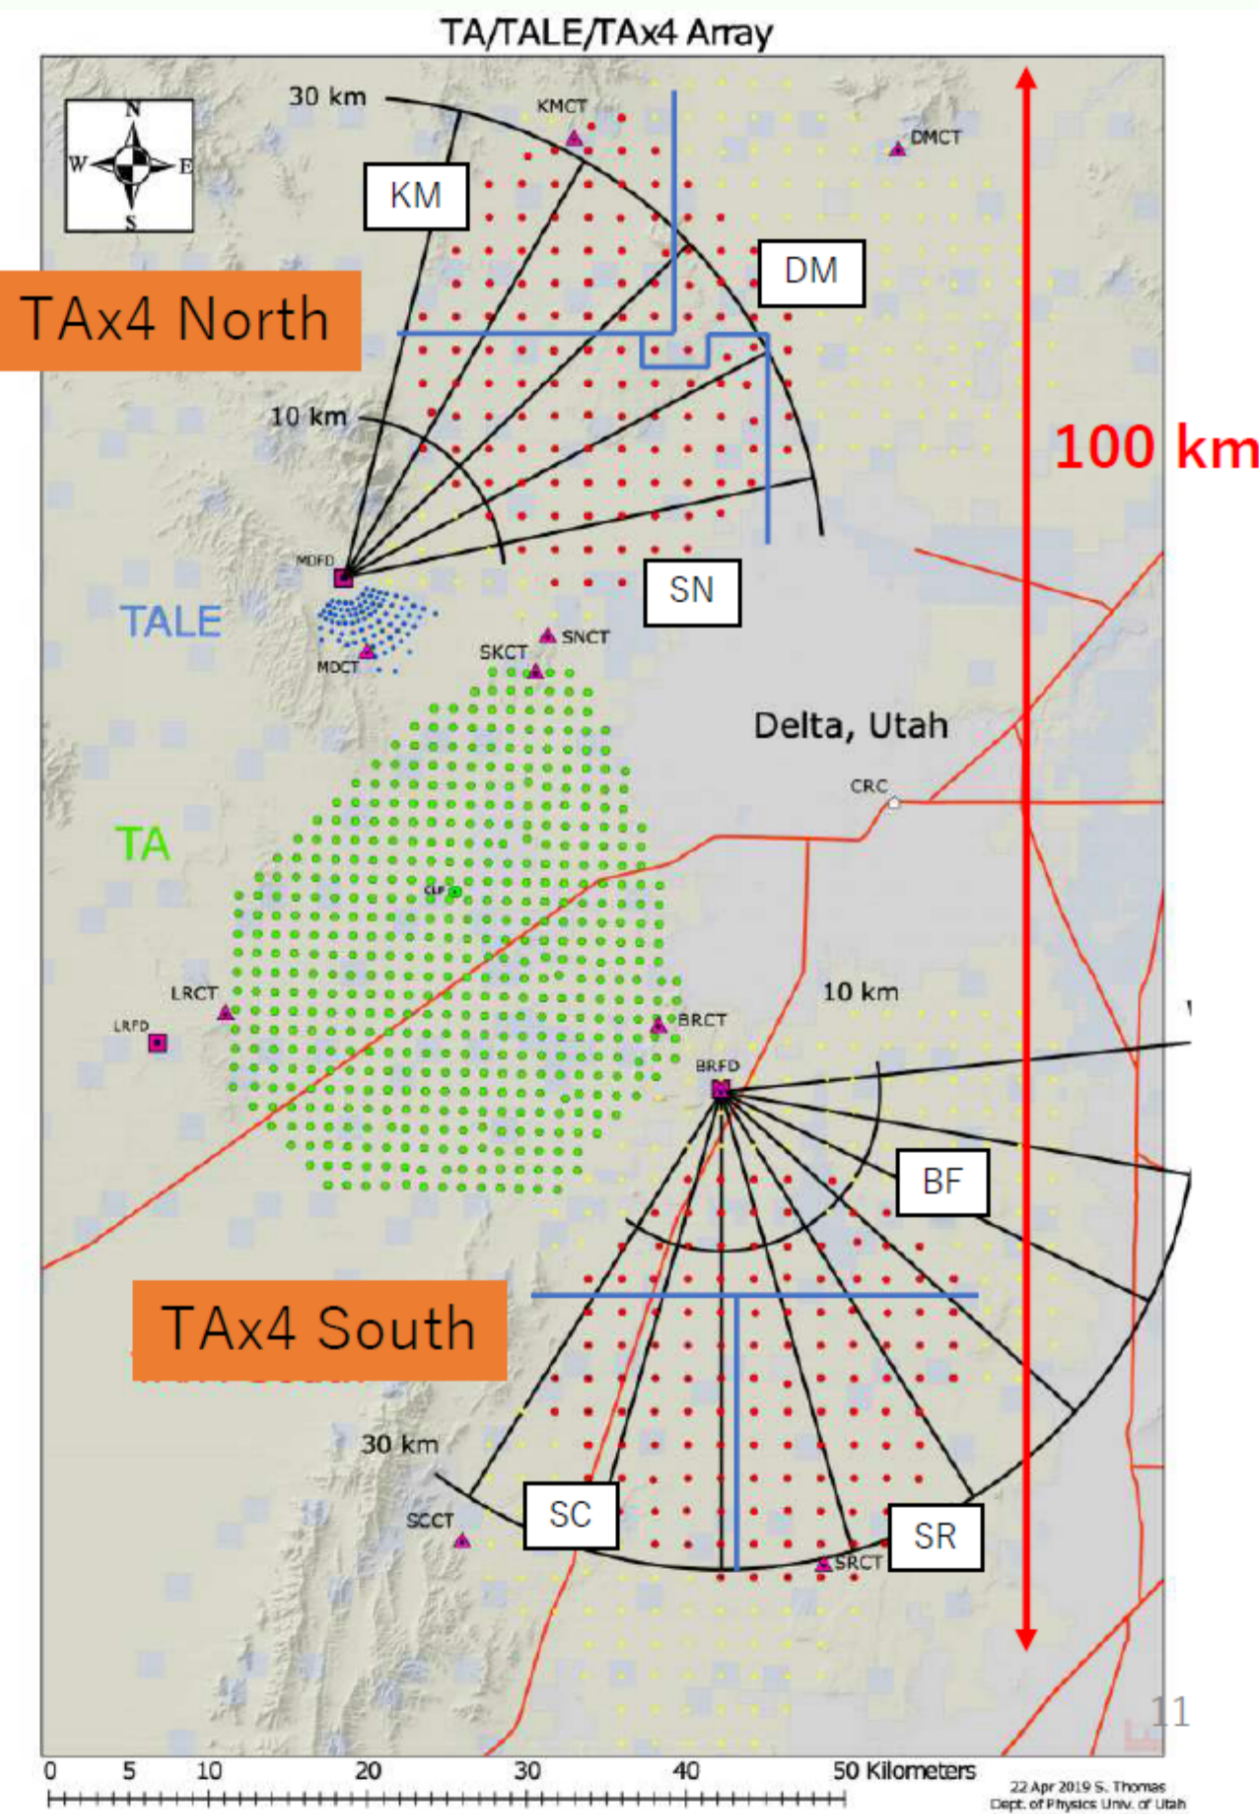 TA/TALE/TAx4 Array
30 km
KMCT
DMCT
N
W
E
S
KM
DM
TAx4 North
10 km
100 km
MDFD
SN
TALE
SNCT
SKCT
MDCT
Delta, Utah
CRC
TA
CLF
10 km
LRCT
LRFD
BRCT
BRFD
BF
TAx4 South
30 km
SC
SCCT
SR
SRCT
11
0 5 10 20 30 40 50 Kilometers
22 Apr 2019 S. Thomas
Dept. of Physics Univ. of Utah